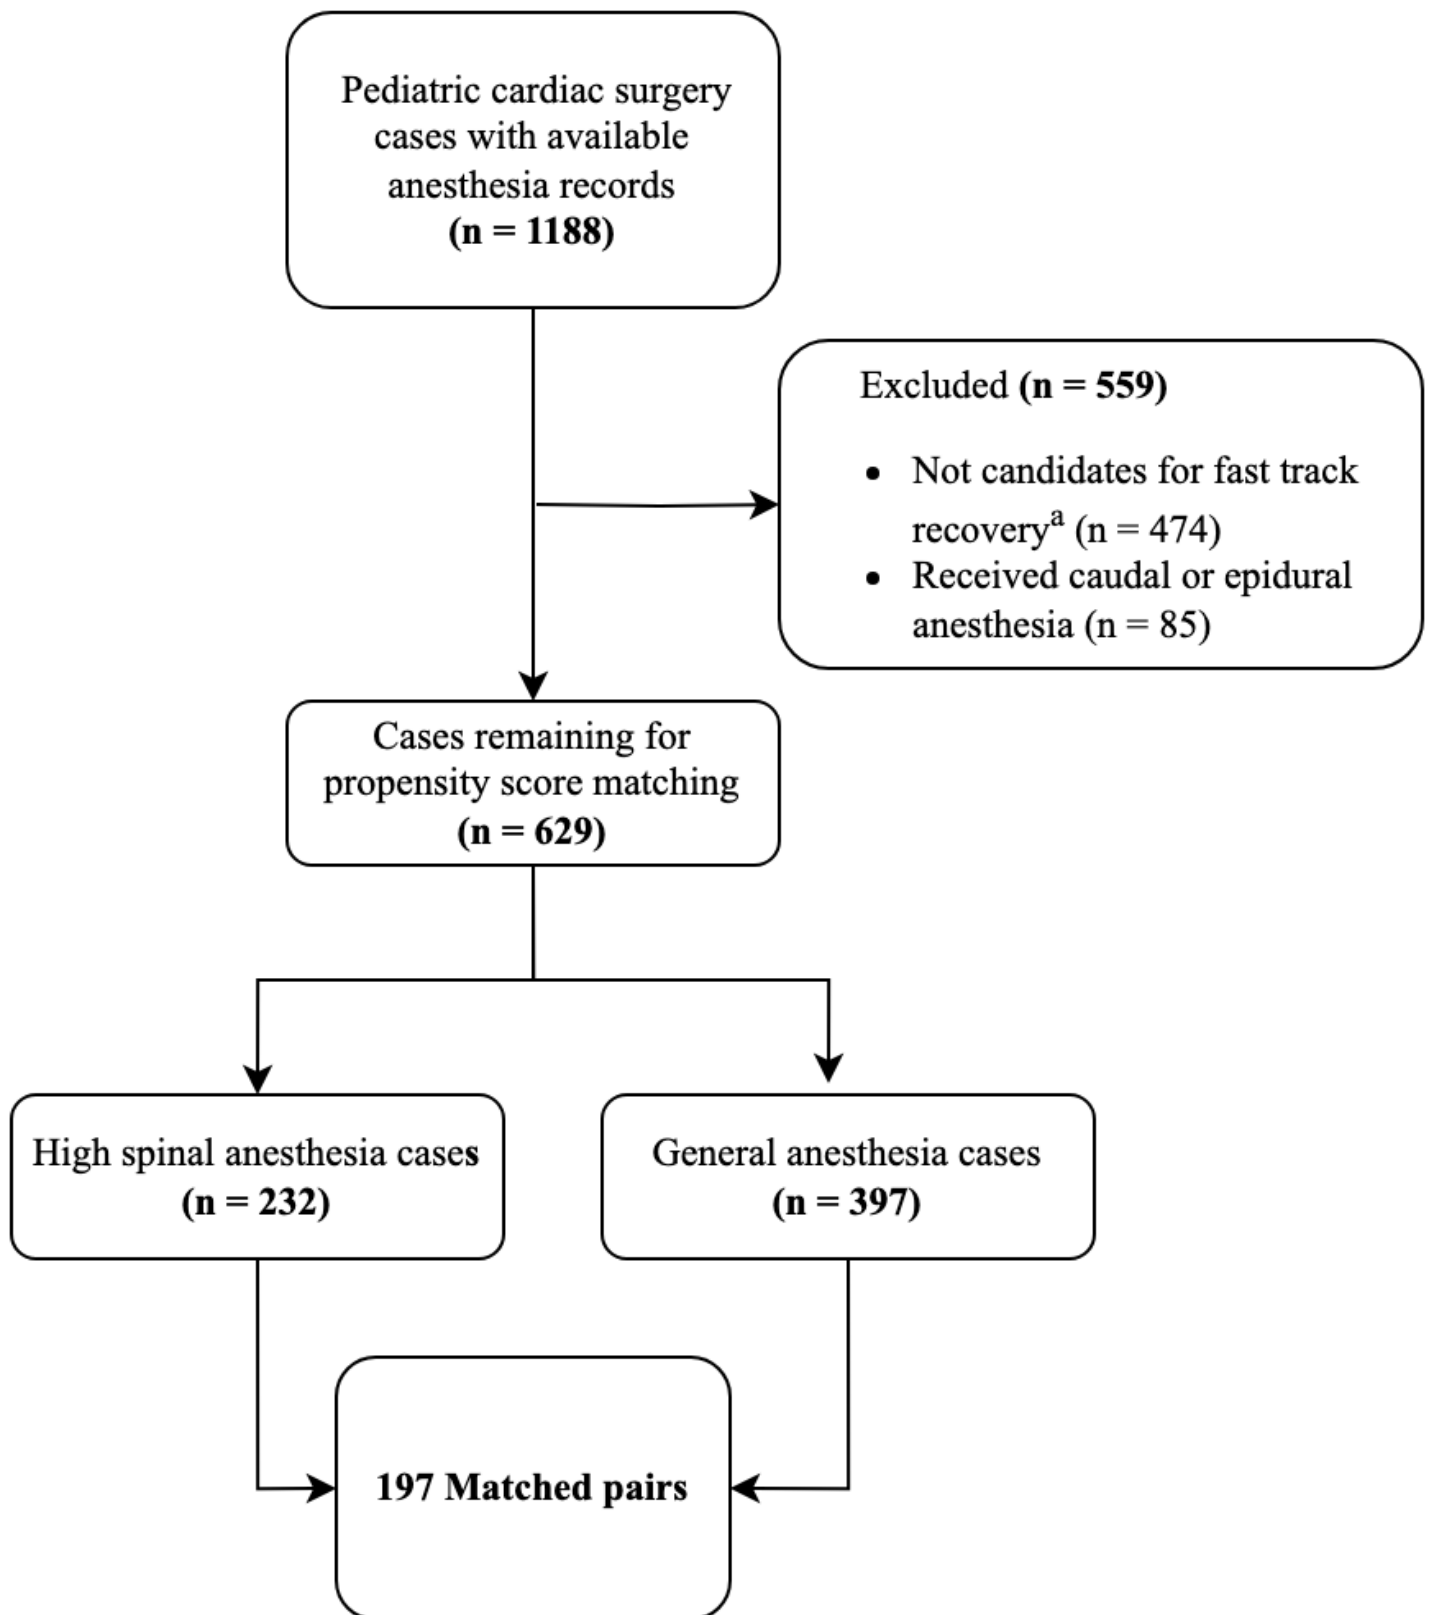 Pediatric cardiac surgery
cases with available
anesthesia records
(n = 1188)
Excluded (n = 559)
• Not candidates for fast track
recoveryᵃ (n = 474)
• Received caudal or epidural
anesthesia (n = 85)
Cases remaining for
propensity score matching
(n = 629)
High spinal anesthesia cases
(n = 232)
General anesthesia cases
(n = 397)
197 Matched pairs